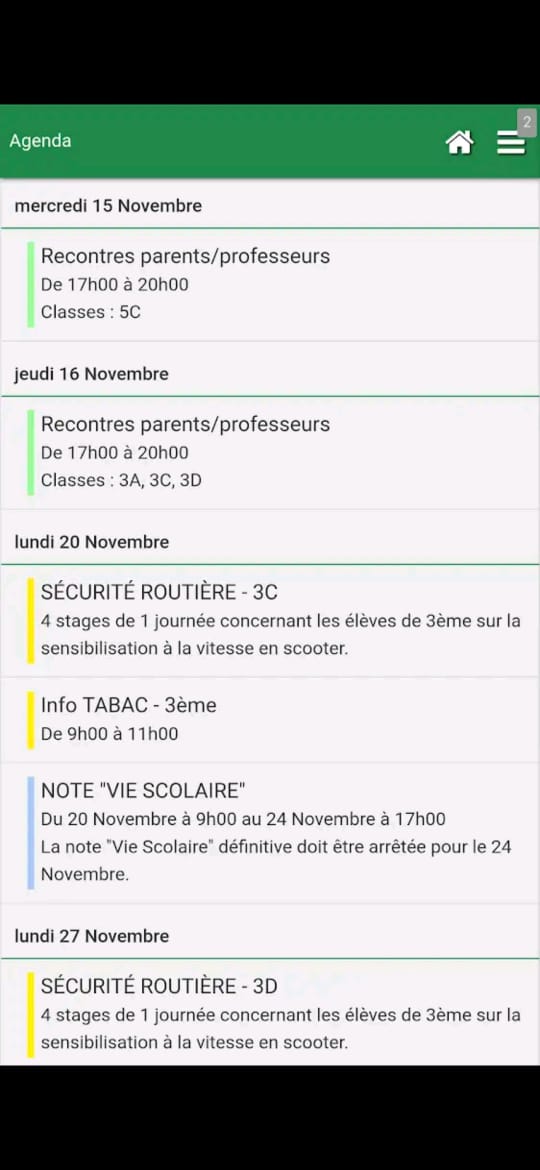 2
Agenda
mercredi 15 Novembre
Recontres parents/professeurs
De 17h00 à 20h00
Classes : 5C
jeudi 16 Novembre
Recontres parents/professeurs
De 17h00 à 20h00
Classes : 3A, 3C, 3D
lundi 20 Novembre
SÉCURITÉ ROUTIÈRE - 3C
4 stages de 1 journée concernant les élèves de 3ème sur la
sensibilisation à la vitesse en scooter.
Info TABAC - 3ème
De 9h00 à 11h00
NOTE "VIE SCOLAIRE"
Du 20 Novembre à 9h00 au 24 Novembre à 17h00
La note "Vie Scolaire" définitive doit être arrêtée pour le 24
Novembre.
lundi 27 Novembre
SÉCURITÉ ROUTIÈRE - 3D
4 stages de 1 journée concernant les élèves de 3ème sur la
sensibilisation à la vitesse en scooter.